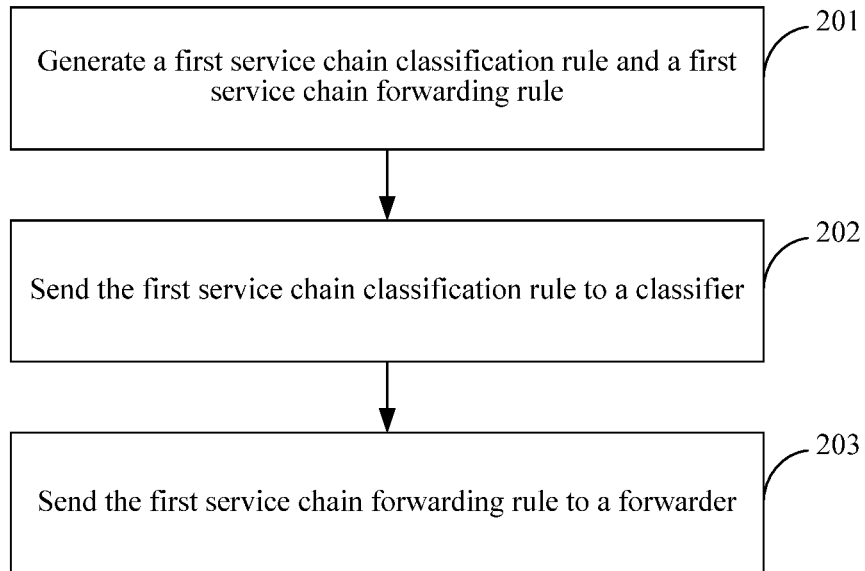 201
Generate a first service chain classification rule and a first
service chain forwarding rule
202
Send the first service chain classification rule to a classifier
203
Send the first service chain forwarding rule to a forwarder